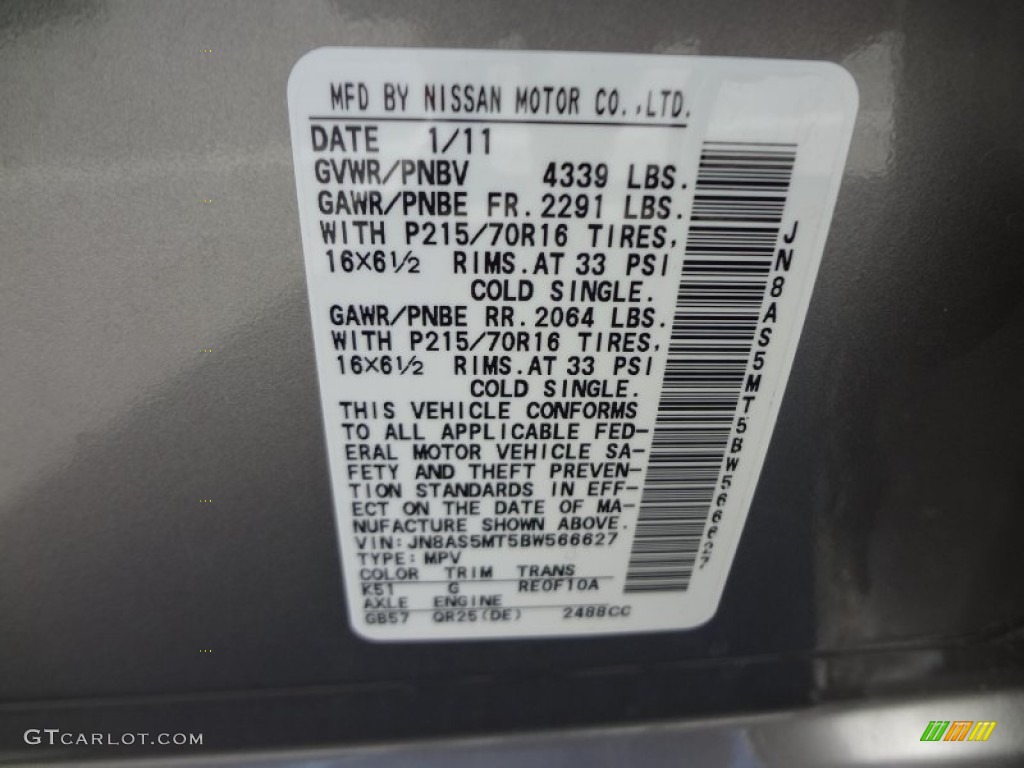 MFD BY NISSAN MOTOR CO.,LTD.
DATE 1/11
GVWR/PNBV 4339 LBS.
GAWR/PNBE FR.2291 LBS.
WITH P215/70R16 TIRES,
16×6½ RIMS.AT 33 PSI
COLD SINGLE.
GAWR/PNBE RR.2064 LBS.
WITH P215/70R16 TIRES,
16×6½ RIMS.AT 33 PSI
COLD SINGLE.
THIS VEHICLE CONFORMS
TO ALL APPLICABLE FED-
ERAL MOTOR VEHICLE SA-
FETY AND THEFT PREVEN-
TION STANDARDS IN EFF-
ECT ON THE DATE OF MA-
NUFACTURE SHOWN ABOVE.
VIN:JN8AS5MT5BW566627
TYPE:MPV
COLOR TRIM TRANS
K51 G RE0F10A
AXLE ENGINE
GB57 QR25(DE) 2488CC
JN8AS5MT5BW566627
GTCARLOT.COM